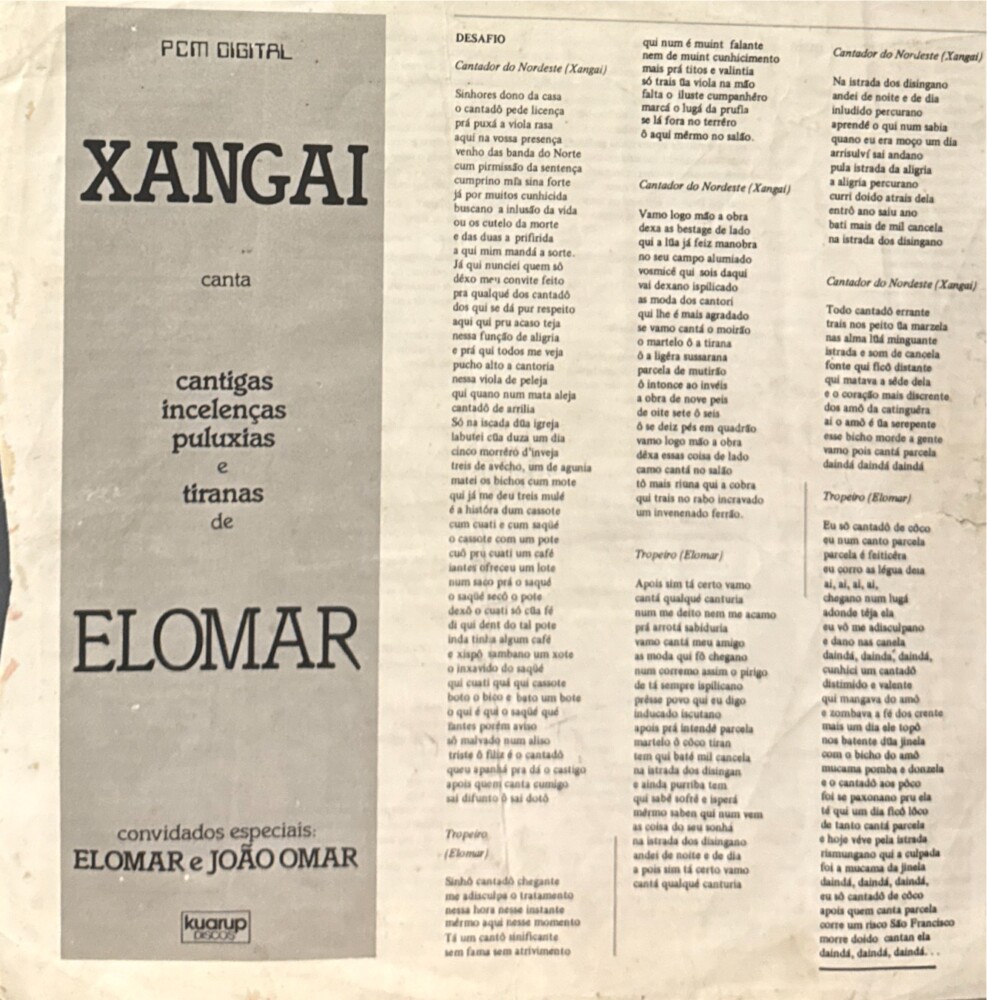 PCM DIGITAL
XANGAI
canta
cantigas
incelenças
puluxias
e
tiranas
de
ELOMAR
convidados especiais:
ELOMAR e JOÃO OMAR
kuarup
DISCOS
DESAFIO
Cantador do Nordeste (Xangai)
Sinhores dono da casa
o cantadô pede licença
prá puxá a viola rasa
aqui na vossa presença
venho das banda do Norte
cum pirmissão da sentença
cumprino mĩa sina forte
já por muitos cunhicida
buscano a inlusão da vida
ou os cutelo da morte
e das duas a prifirida
a qui mim mandá a sorte.
Já qui nunciei quem sô
dêxo meu convite feito
pra qualqué dos cantadô
dos qui se dá pur respeito
aqui qui pru acaso teja
nessa função de aligria
e prá qui todos me veja
pucho alto a cantoria
nessa viola de peleja
qui quano num mata aleja
cantadô de arrilia
Só na iscada dũa igreja
labutei cũa duza um dia
cinco morrêro d'inveja
treis de avêcho, um de agunia
matei os bichos cum mote
qui já me deu treis mulé
é a históra dum cassote
cum cuati e cum saqüé
o cassote com um pote
cuô pru cuati um café
iantes ofreceu um lote
num saco prá o saqué
o saqüé secô o pote
dexô o cuati só cũa fé
di qui dent do tal pote
inda tinha algum café
e xispô sambano um xote
o inxavido do saqüé
qui cuati quá qui cassote
boto o bico e bato um bote
o qui é qui o saqüé qué
Iantes porém aviso
sô malvado num aliso
triste ô filiz é o cantadô
queu apanhá pra dá o castigo
apois quem canta cumigo
sai difunto ô sai dotô
Tropeiro
(Elomar)
Sinhô cantadô chegante
me adisculpe o tratamento
nessa hora nesse instante
mêrmo aqui nesse momento
Tá um cantô sinificante
sem fama sem atrivimento
qui num é muint falante
nem de muint cunhicimento
mais prá titos e valintia
só trais ũa viola na mão
falta o iluste cumpanhêro
marcá o lugá da prufia
se lá fora no terrêro
ô aqui mêrmo no salão.
Cantador do Nordeste (Xangai)
Vamo logo mão a obra
dexa as bestage de lado
qui a lũa já feiz manobra
no seu campo alumiado
vosmicê qui sois daqui
vai dexano ispilicado
as moda dos cantori
qui lhe é mais agradado
se vamo cantá o moirão
o martelo ô a tirana
ô a ligêra sussarana
parcela de mutirão
ô intonce ao invéis
a obra de nove peis
de oite sete ô seis
ô se deiz pés em quadrão
vamo logo mão a obra
dêxa essas coisa de lado
camo cantá no salão
tô mais riuna qui a cobra
qui trais no rabo incravado
um invenenado ferrão.
Tropeiro (Elomar)
Apois sim tá certo vamo
cantá qualqué canturia
num me deito nem me acamo
prá arrotá sabiduria
vamo cantá meu amigo
as moda qui fô chegano
num corremo assim o pirigo
de tá sempre ispilicano
prêsse povo qui eu digo
inducado iscutano
apois prá intendê parcela
martelo ô côco tiran
tem qui batê mil cancela
na istrada dos disingan
e ainda purriba tem
qui sabê sofrê e isperá
mêrmo saben qui num vem
as coisa do seu sonhá
na istrada dos disingano
andei de noite e de dia
a pois sim tá certo vamo
cantá qualqué canturia
Cantador do Nordeste (Xangai)
Na istrada dos disingano
andei de noite e de dia
inludido percurano
aprendê o qui num sabia
quano eu era moço um dia
arrisulví sai andano
pula istrada da aligria
a aligria percurano
curri doido atrais dela
entrô ano saiu ano
bati mais de mil cancela
na istrada dos disingano
Cantador do Nordeste (Xangai)
Todo cantadô errante
trais nos peito ũa marzela
nas alma lũá minguante
istrada e som de cancela
fonte qui ficô distante
qui matava a sêde dela
e o coração mais discrente
dos amô da catinguêra
ai o amô é ũa serepente
esse bicho morde a gente
vamo pois cantá parcela
daindá daindá daindá
Tropeiro (Elomar)
Eu sô cantadô de côco
eu num canto parcela
parcela é feiticêra
eu corro as légua dela
ai, ai, ai, ai,
chegano num lugá
adonde têja ela
eu vô me adisculpano
e dano nas canela
daindá, daindá, daindá,
cunhici um cantadô
distimido e valente
qui mangava do amô
e zombava a fé dos crente
mais um dia ele topô
nos batente dũa jinela
com o bicho do amô
mucama pomba e donzela
e o cantadô aos pôco
foi se paxonano pru ela
té qui um dia ficô lôco
de tanto cantá parcela
e hoje véve pela istrada
rismungano qui a culpada
foi a mucama da jinela
daindá, daindá, daindá,
eu sô cantadô de côco
apois quem canta parcela
corre um risco São Francisco
morre doido cantan ela
daindá, daindá, daindá...